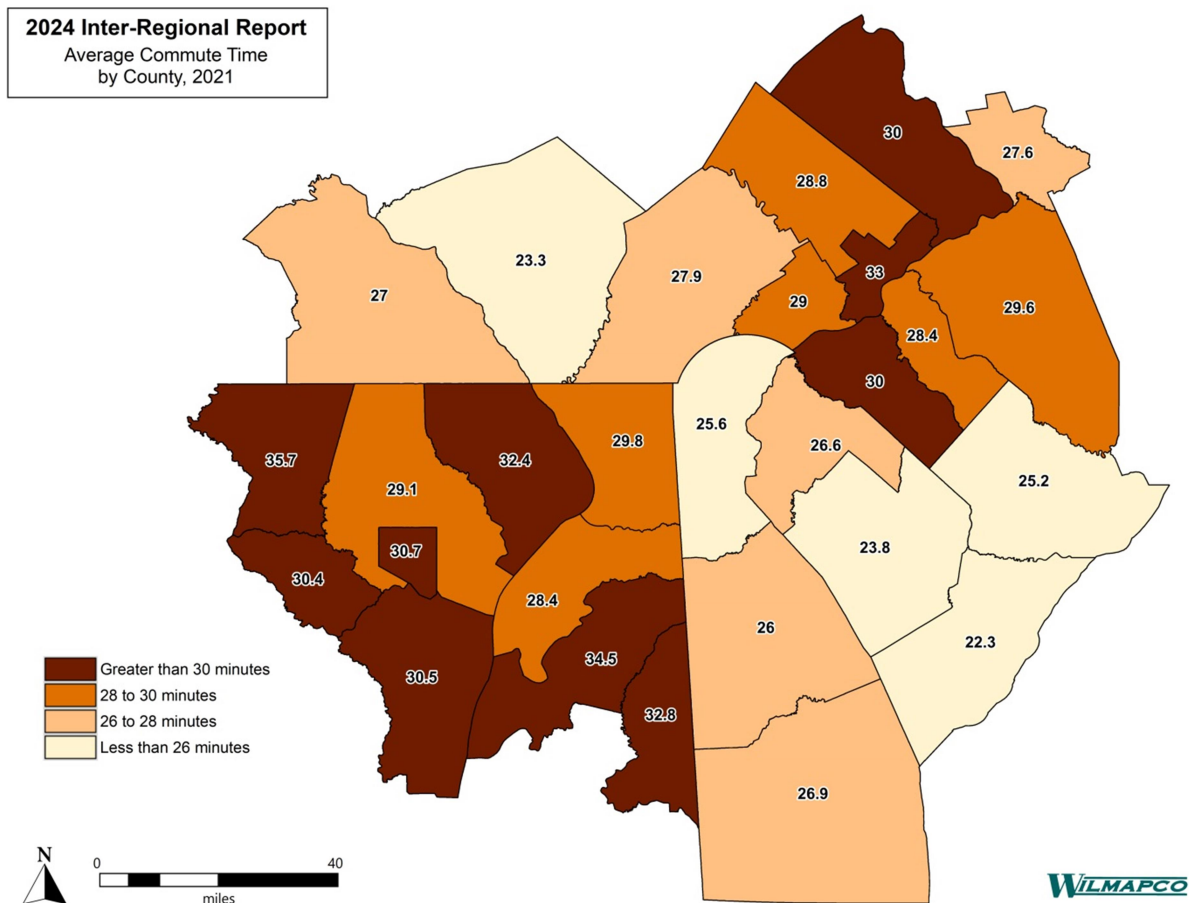 2024 Inter-Regional Report
Average Commute Time
by County, 2021
30
27.6
28.8
23.3
33
27.9
27
29
29.6
28.4
30
25.6
29.8
26.6
35.7
32.4
25.2
29.1
23.8
30.7
30.4
28.4
26
22.3
34.5
30.5
32.8
26.9
Greater than 30 minutes
28 to 30 minutes
26 to 28 minutes
Less than 26 minutes
N
0 40
miles
WILMAPCO